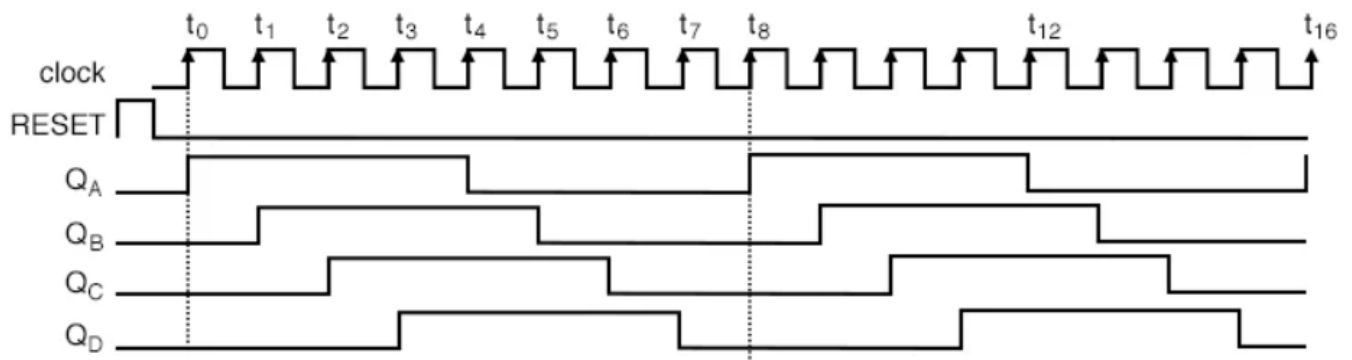 t0 t1 t2 t3 t4 t5 t6 t7 t8 t12 t16
clock
RESET
QA
QB
QC
QD